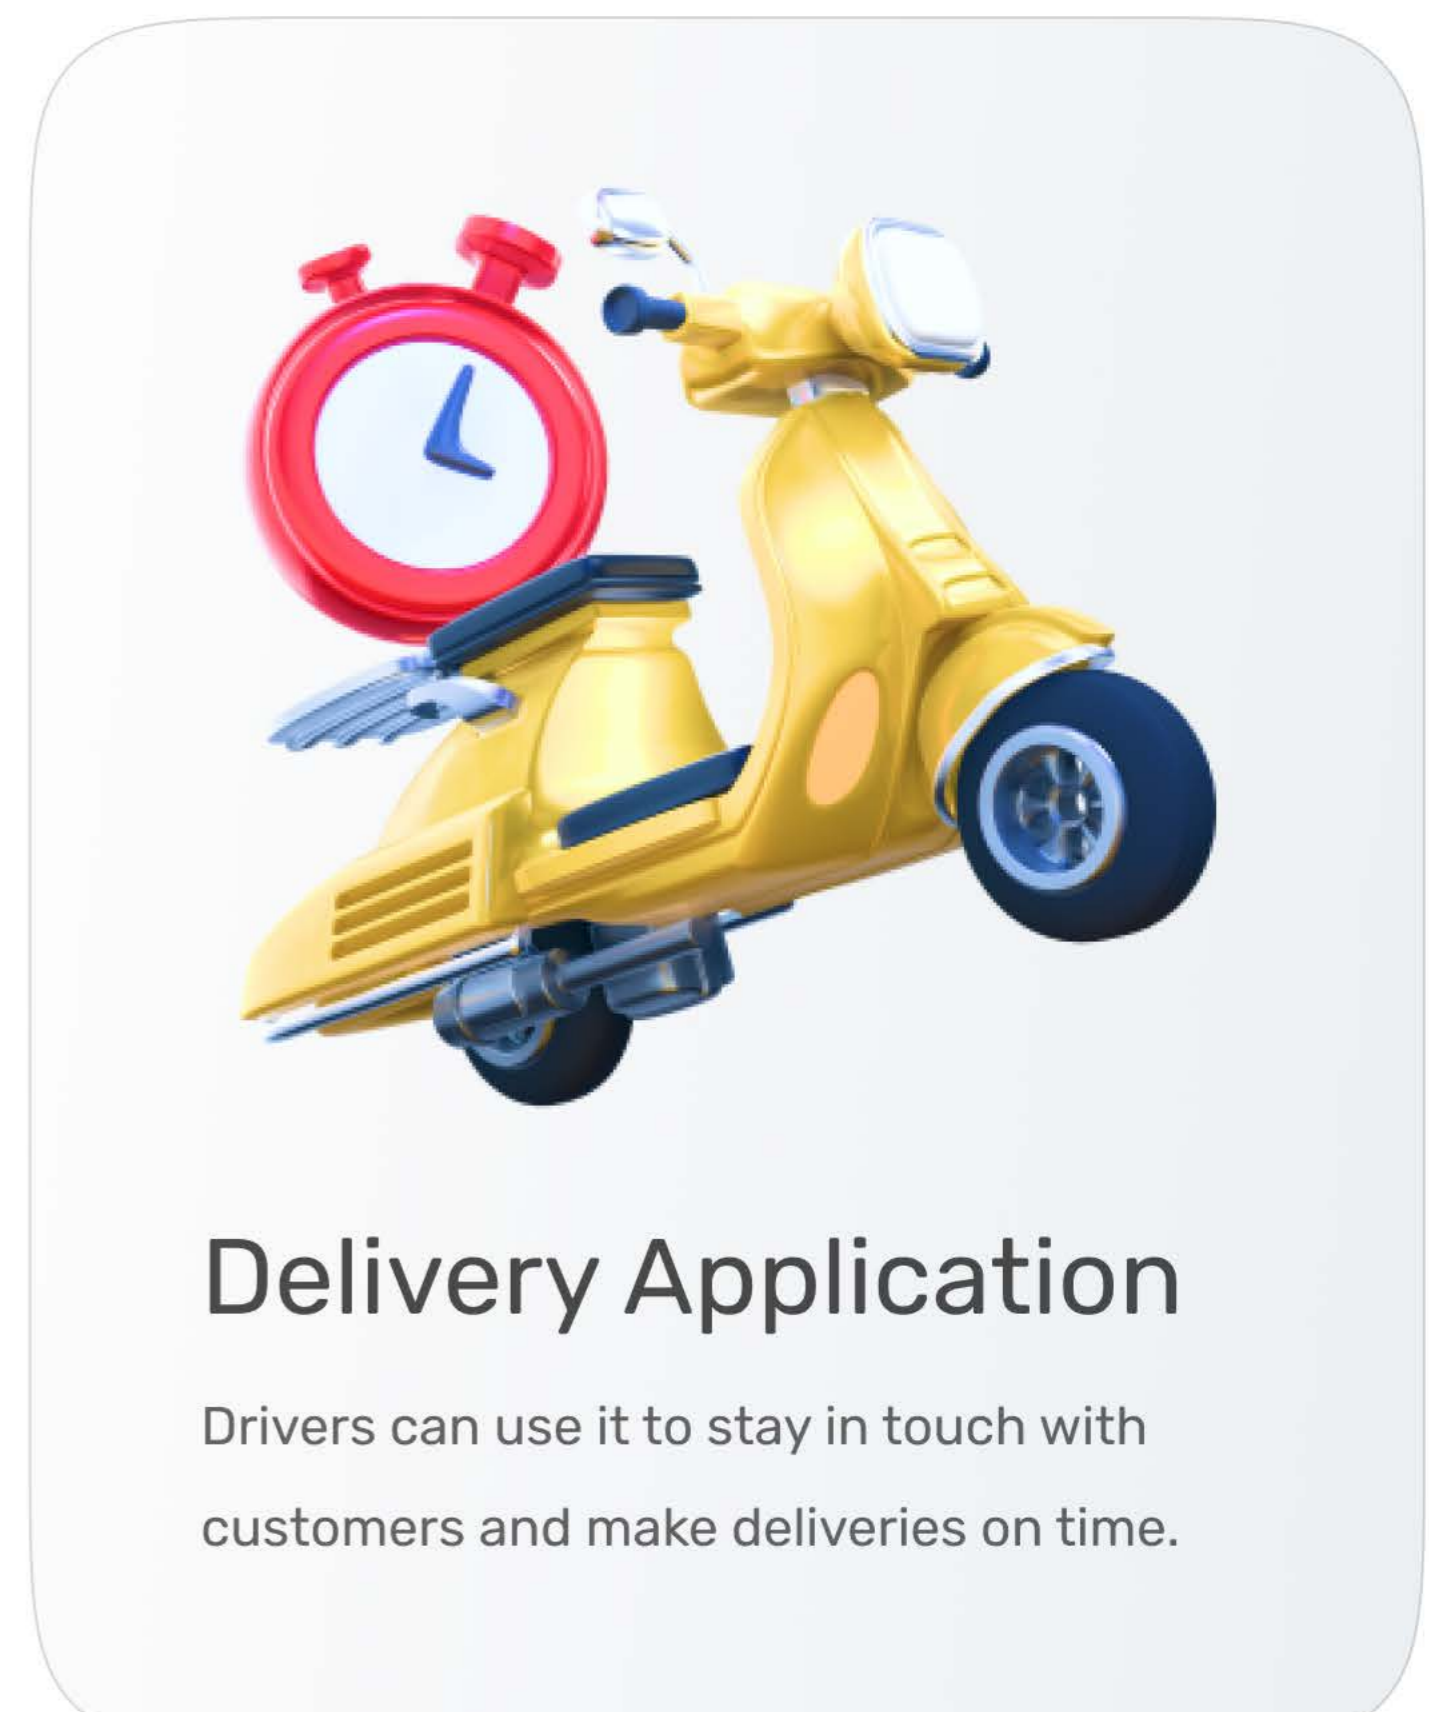 Delivery Application
Drivers can use it to stay in touch with
customers and make deliveries on time.